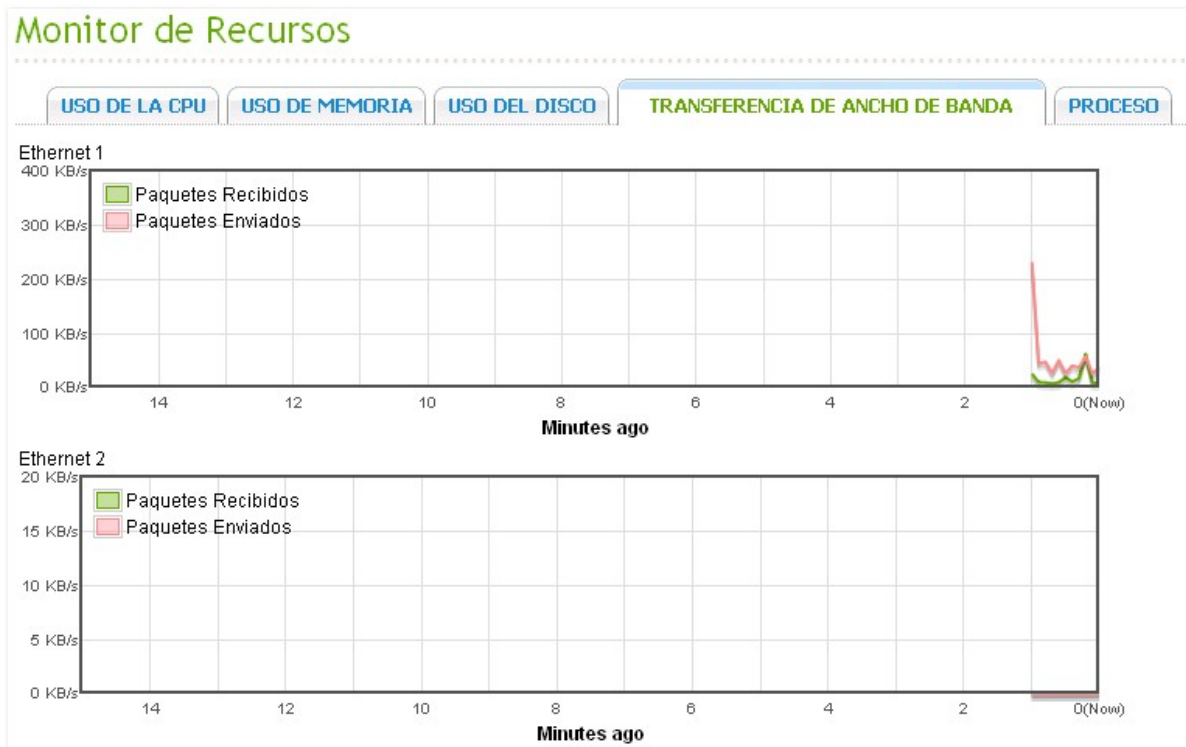 Monitor de Recursos
USO DE LA CPU USO DE MEMORIA USO DEL DISCO TRANSFERENCIA DE ANCHO DE BANDA PROCESO
Ethernet 1
400 KB/s
Paquetes Recibidos
Paquetes Enviados
300 KB/s
200 KB/s
100 KB/s
0 KB/s
14 12 10 8 6 4 2 0(Now)
Minutes ago
Ethernet 2
20 KB/s
Paquetes Recibidos
Paquetes Enviados
15 KB/s
10 KB/s
5 KB/s
0 KB/s
14 12 10 8 6 4 2 0(Now)
Minutes ago